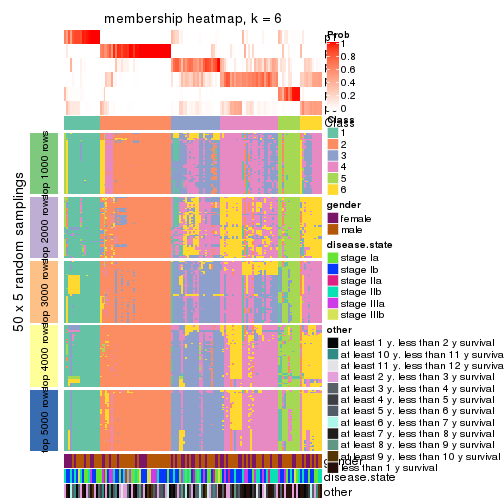 membership heatmap, k = 6
Prob
1
0.8
0.6
0.4
0.2
0
Class
Class
1
2
3
4
5
6
gender
female
male
disease.state
stage Ia
stage Ib
stage IIa
stage IIb
stage IIIa
stage IIIb
other
at least 1 y. less than 2 y survival
at least 10 y. less than 11 y survival
at least 11 y. less than 12 y survival
at least 2 y. less than 3 y survival
at least 3 y. less than 4 y survival
at least 4 y. less than 5 y survival
at least 5 y. less than 6 y survival
at least 6 y. less than 7 y survival
at least 7 y. less than 8 y survival
at least 8 y. less than 9 y survival
at least 9 y. less than 10 y survival
less than 1 y survival
gender
disease.state
other
50 x 5 random samplings
top 1000 rows
top 2000 rows
top 3000 rows
top 4000 rows
top 5000 rows